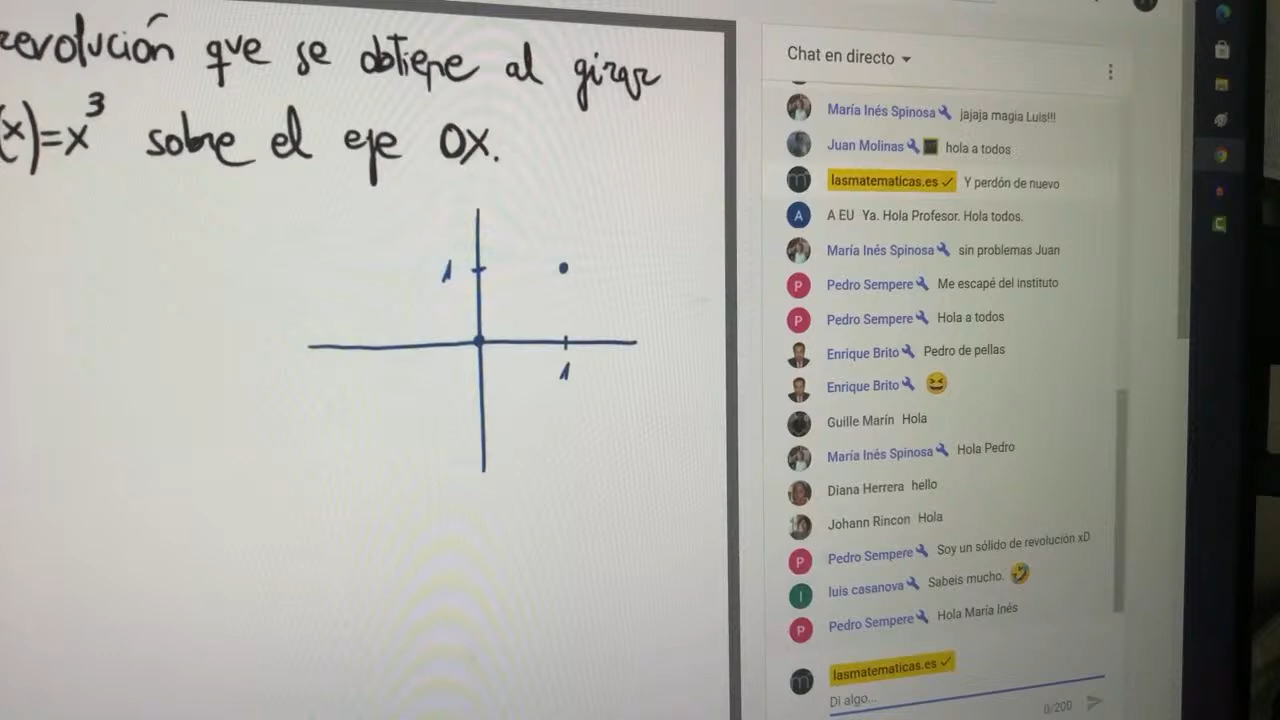 revolución que se obtiene al girar
(x)=x³ sobre el eje OX.
1
1
Chat en directo
María Inés Spinosa jajaja magia Luis!!!
Juan Molinas hola a todos
lasmatematicas.es Y perdón de nuevo
A
A EU Ya. Hola Profesor. Hola todos.
María Inés Spinosa sin problemas Juan
P
Pedro Sempere Me escapé del instituto
P
Pedro Sempere Hola a todos
Enrique Brito Pedro de pellas
Enrique Brito
Guille Marín Hola
María Inés Spinosa Hola Pedro
Diana Herrera hello
Johann Rincon Hola
P
Pedro Sempere Soy un sólido de revolución xD
l
luis casanova Sabeis mucho.
P
Pedro Sempere Hola María Inés
m
lasmatematicas.es
Di algo...
0/200